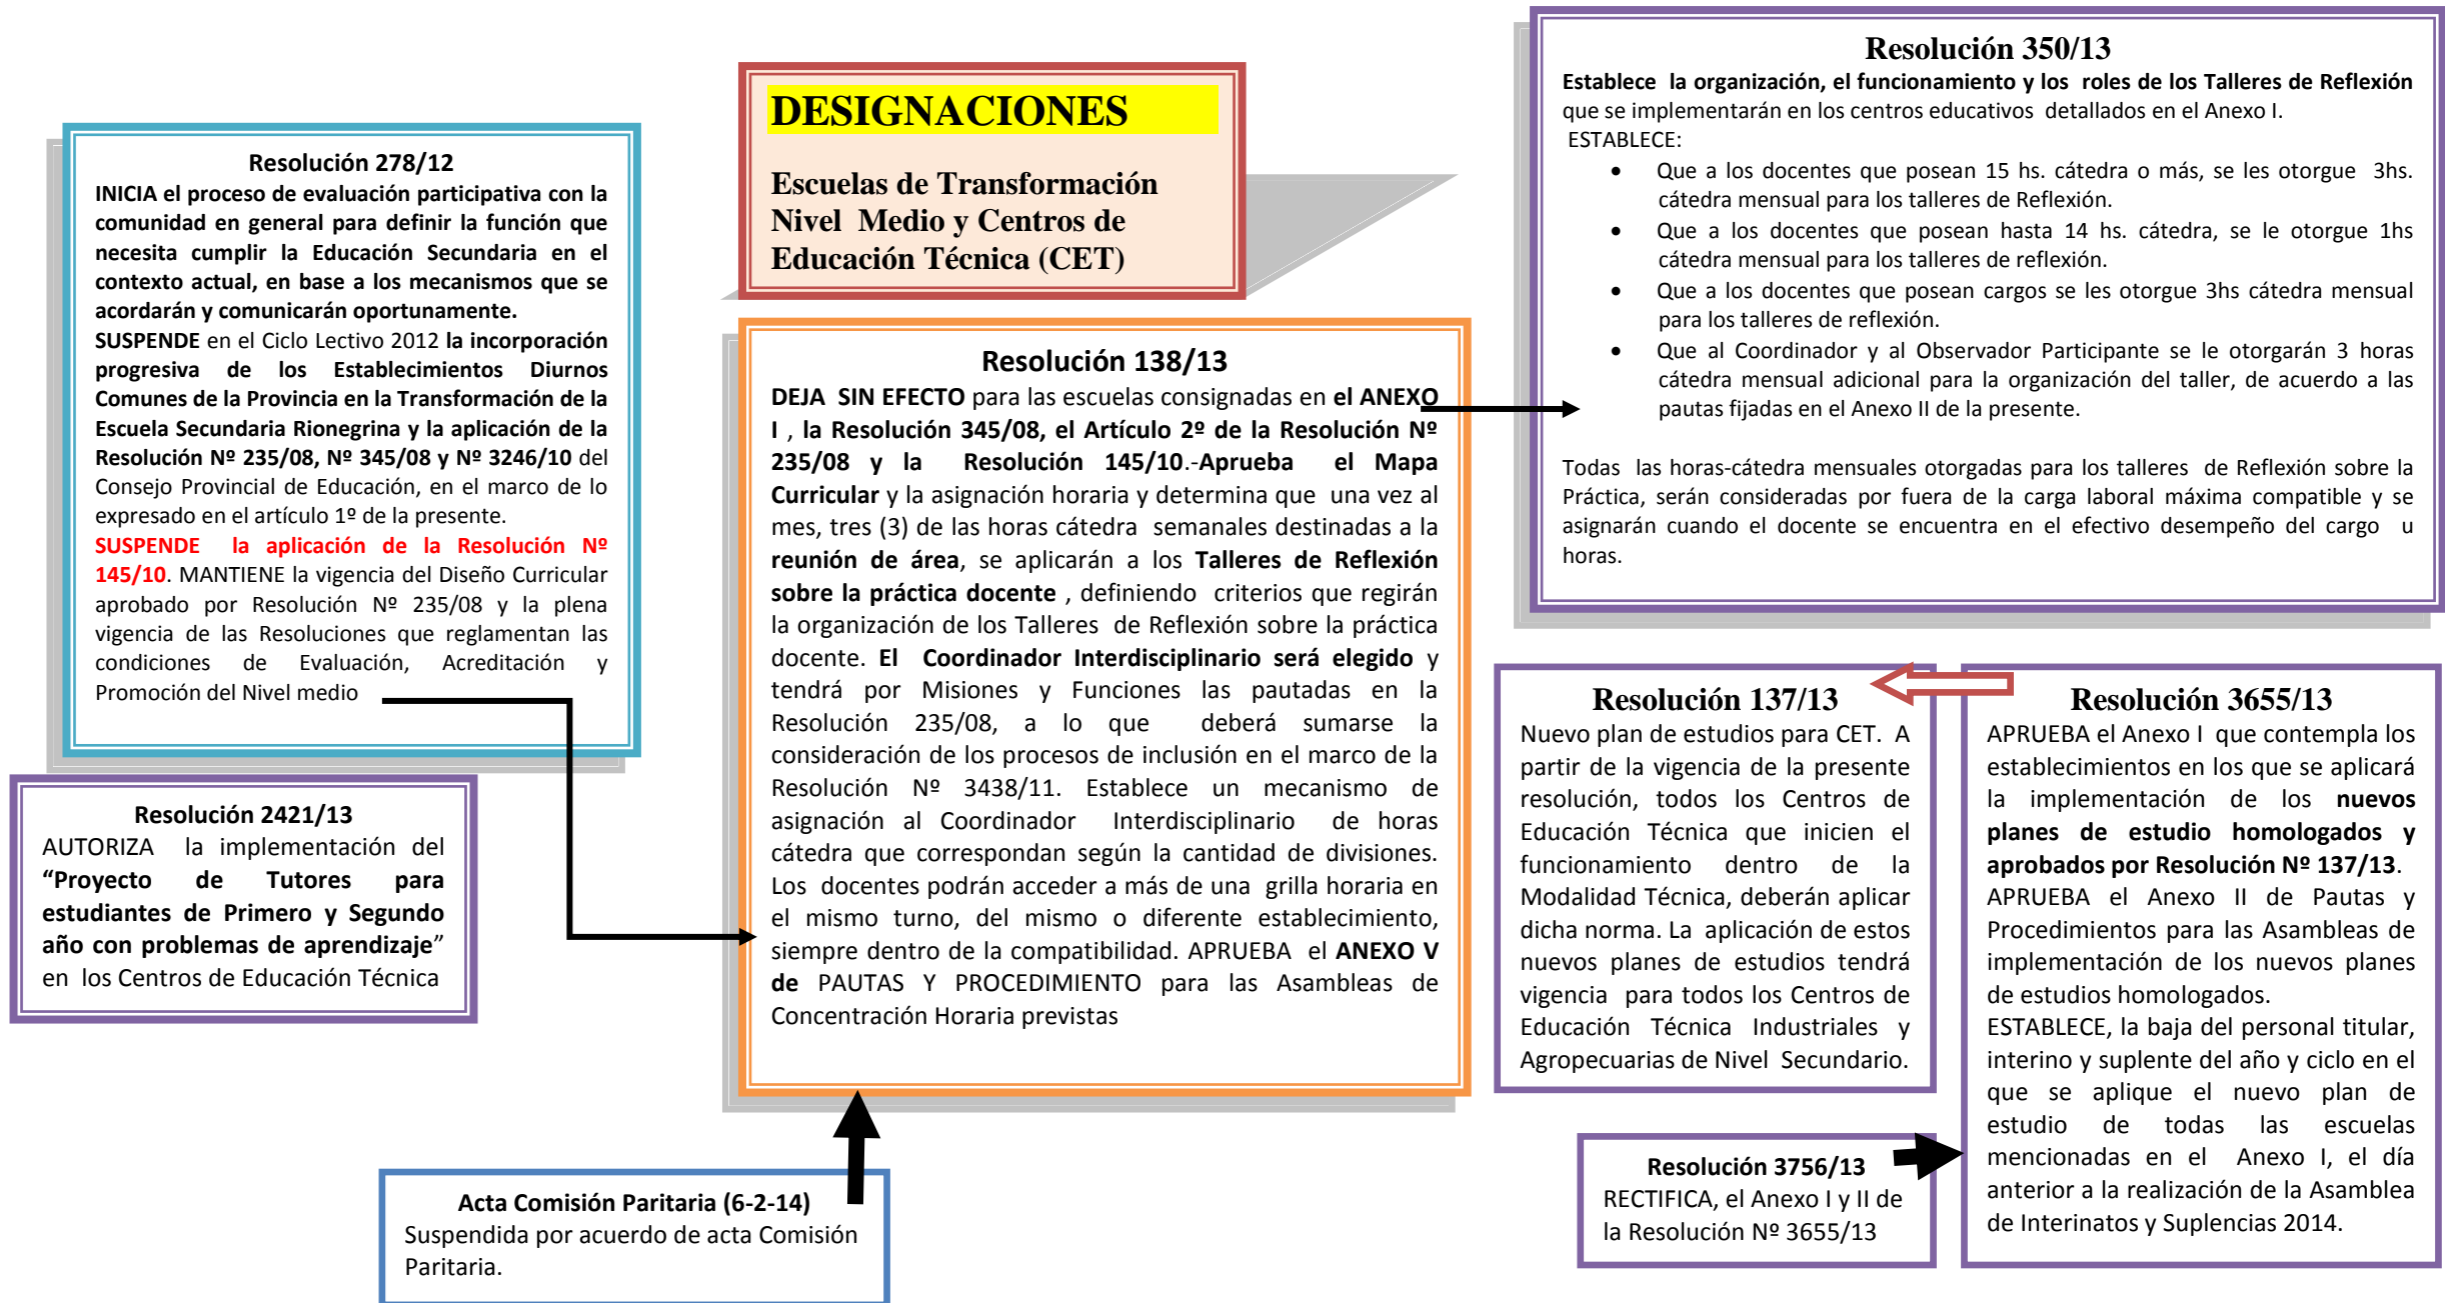 DESIGNACIONES
Escuelas de Transformación
Nivel Medio y Centros de
Educación Técnica (CET)
Resolución 278/12
INICIA el proceso de evaluación participativa con la
comunidad en general para definir la función que
necesita cumplir la Educación Secundaria en el
contexto actual, en base a los mecanismos que se
acordarán y comunicarán oportunamente.
SUSPENDE en el Ciclo Lectivo 2012 la incorporación
progresiva de los Establecimientos Diurnos
Comunes de la Provincia en la Transformación de la
Escuela Secundaria Rionegrina y la aplicación de la
Resolución Nº 235/08, Nº 345/08 y Nº 3246/10 del
Consejo Provincial de Educación, en el marco de lo
expresado en el artículo 1º de la presente.
SUSPENDE la aplicación de la Resolución Nº
145/10. MANTIENE la vigencia del Diseño Curricular
aprobado por Resolución Nº 235/08 y la plena
vigencia de las Resoluciones que reglamentan las
condiciones de Evaluación, Acreditación y
Promoción del Nivel medio
Resolución 2421/13
AUTORIZA la implementación del
“Proyecto de Tutores para
estudiantes de Primero y Segundo
año con problemas de aprendizaje”
en los Centros de Educación Técnica
Resolución 138/13
DEJA SIN EFECTO para las escuelas consignadas en el ANEXO
I , la Resolución 345/08, el Artículo 2º de la Resolución Nº
235/08 y la Resolución 145/10.-Aprueba el Mapa
Curricular y la asignación horaria y determina que una vez al
mes, tres (3) de las horas cátedra semanales destinadas a la
reunión de área, se aplicarán a los Talleres de Reflexión
sobre la práctica docente , definiendo criterios que regirán
la organización de los Talleres de Reflexión sobre la práctica
docente. El Coordinador Interdisciplinario será elegido y
tendrá por Misiones y Funciones las pautadas en la
Resolución 235/08, a lo que deberá sumarse la
consideración de los procesos de inclusión en el marco de la
Resolución Nº 3438/11. Establece un mecanismo de
asignación al Coordinador Interdisciplinario de horas
cátedra que correspondan según la cantidad de divisiones.
Los docentes podrán acceder a más de una grilla horaria en
el mismo turno, del mismo o diferente establecimiento,
siempre dentro de la compatibilidad. APRUEBA el ANEXO V
de PAUTAS Y PROCEDIMIENTO para las Asambleas de
Concentración Horaria previstas
Acta Comisión Paritaria (6-2-14)
Suspendida por acuerdo de acta Comisión
Paritaria.
Resolución 350/13
Establece la organización, el funcionamiento y los roles de los Talleres de Reflexión
que se implementarán en los centros educativos detallados en el Anexo I.
ESTABLECE:
• Que a los docentes que posean 15 hs. cátedra o más, se les otorgue 3hs.
cátedra mensual para los talleres de Reflexión.
• Que a los docentes que posean hasta 14 hs. cátedra, se le otorgue 1hs
cátedra mensual para los talleres de reflexión.
• Que a los docentes que posean cargos se les otorgue 3hs cátedra mensual
para los talleres de reflexión.
• Que al Coordinador y al Observador Participante se le otorgarán 3 horas
cátedra mensual adicional para la organización del taller, de acuerdo a las
pautas fijadas en el Anexo II de la presente.
Todas las horas-cátedra mensuales otorgadas para los talleres de Reflexión sobre la
Práctica, serán consideradas por fuera de la carga laboral máxima compatible y se
asignarán cuando el docente se encuentra en el efectivo desempeño del cargo u
horas.
Resolución 137/13
Nuevo plan de estudios para CET. A
partir de la vigencia de la presente
resolución, todos los Centros de
Educación Técnica que inicien el
funcionamiento dentro de la
Modalidad Técnica, deberán aplicar
dicha norma. La aplicación de estos
nuevos planes de estudios tendrá
vigencia para todos los Centros de
Educación Técnica Industriales y
Agropecuarias de Nivel Secundario.
Resolución 3655/13
APRUEBA el Anexo I que contempla los
establecimientos en los que se aplicará
la implementación de los nuevos
planes de estudio homologados y
aprobados por Resolución Nº 137/13.
APRUEBA el Anexo II de Pautas y
Procedimientos para las Asambleas de
implementación de los nuevos planes
de estudios homologados.
ESTABLECE, la baja del personal titular,
interino y suplente del año y ciclo en el
que se aplique el nuevo plan de
estudio de todas las escuelas
mencionadas en el Anexo I, el día
anterior a la realización de la Asamblea
de Interinatos y Suplencias 2014.
Resolución 3756/13
RECTIFICA, el Anexo I y II de
la Resolución Nº 3655/13